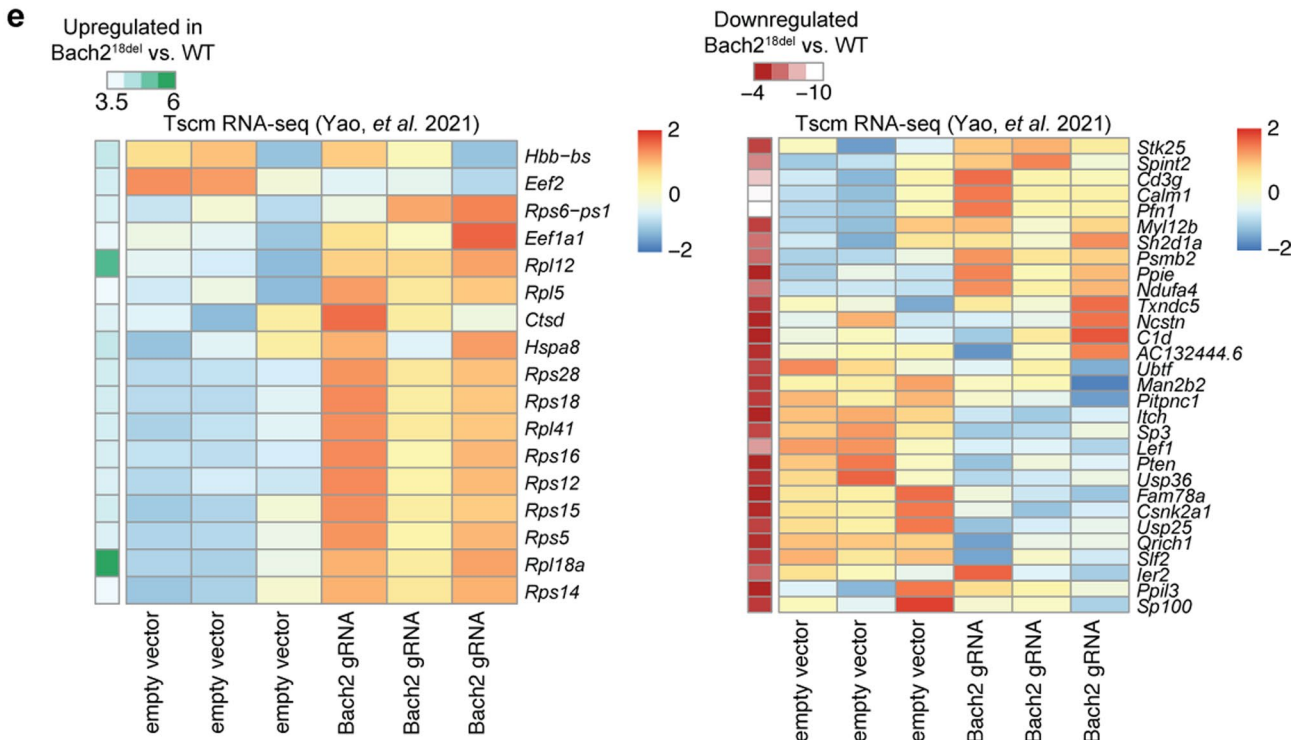 e
Upregulated in
Bach2¹⁸ᵈᵉˡ vs. WT
3.5 6
Tscm RNA-seq (Yao, et al. 2021)
2
0
−2
Hbb−bs
Eef2
Rps6−ps1
Eef1a1
Rpl12
Rpl5
Ctsd
Hspa8
Rps28
Rps18
Rpl41
Rps16
Rps12
Rps15
Rps5
Rpl18a
Rps14
empty vector
empty vector
empty vector
Bach2 gRNA
Bach2 gRNA
Bach2 gRNA
Downregulated
Bach2¹⁸ᵈᵉˡ vs. WT
−4 −10
Tscm RNA-seq (Yao, et al. 2021)
2
0
−2
Stk25
Spint2
Cd3g
Calm1
Pfn1
Myl12b
Sh2d1a
Psmb2
Ppie
Ndufa4
Txndc5
Ncstn
C1d
AC132444.6
Ubtf
Man2b2
Pitpnc1
Itch
Sp3
Lef1
Pten
Usp36
Fam78a
Csnk2a1
Usp25
Qrich1
Slf2
Ier2
Ppil3
Sp100
empty vector
empty vector
empty vector
Bach2 gRNA
Bach2 gRNA
Bach2 gRNA